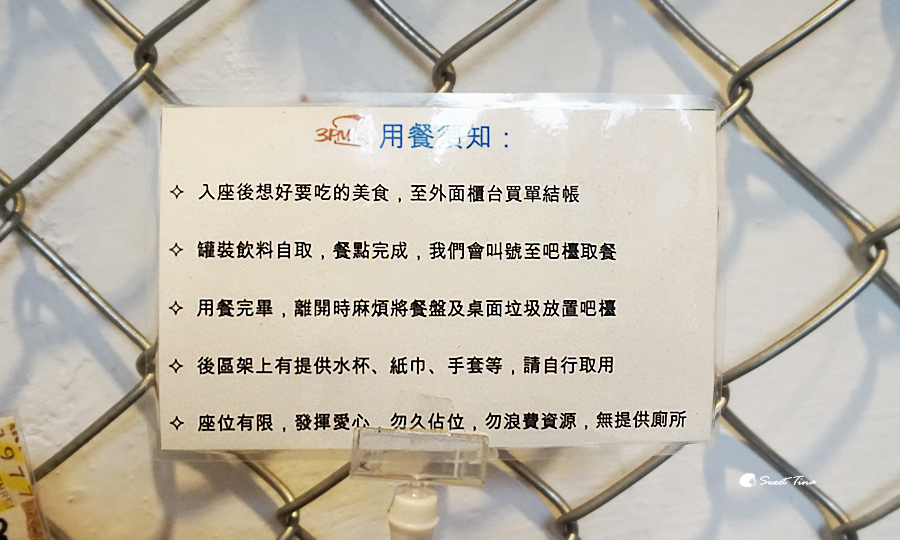 3PM 用餐須知：
✧ 入座後想好要吃的美食，至外面櫃台買單結帳
✧ 罐裝飲料自取，餐點完成，我們會叫號至吧檯取餐
✧ 用餐完畢，離開時麻煩將餐盤及桌面垃圾放置吧檯
✧ 後區架上有提供水杯、紙巾、手套等，請自行取用
✧ 座位有限，發揮愛心，勿久佔位，勿浪費資源，無提供廁所
Sweet Tina